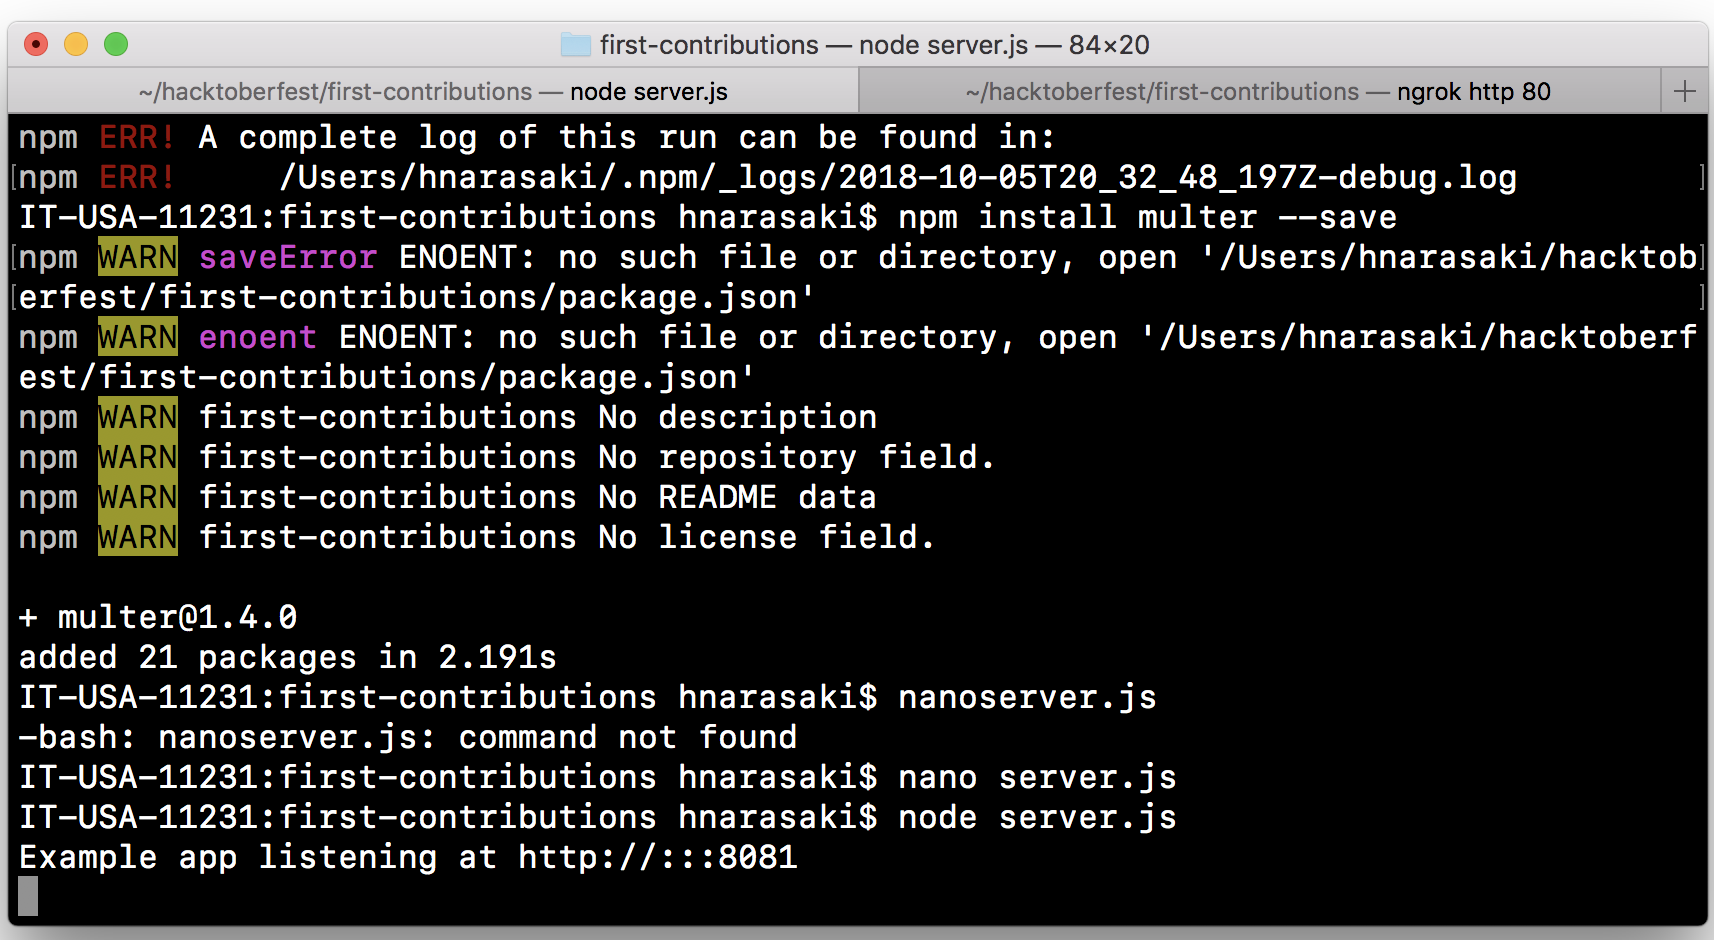 first-contributions — node server.js — 84×20
~/hacktoberfest/first-contributions — node server.js
~/hacktoberfest/first-contributions — ngrok http 80
+
npm ERR! A complete log of this run can be found in:
[npm ERR!     /Users/hnarasaki/.npm/_logs/2018-10-05T20_32_48_197Z-debug.log ]
IT-USA-11231:first-contributions hnarasaki$ npm install multer --save
[npm WARN saveError ENOENT: no such file or directory, open '/Users/hnarasaki/hacktob]
[erfest/first-contributions/package.json' ]
npm WARN enoent ENOENT: no such file or directory, open '/Users/hnarasaki/hacktoberf
est/first-contributions/package.json'
npm WARN first-contributions No description
npm WARN first-contributions No repository field.
npm WARN first-contributions No README data
npm WARN first-contributions No license field.
+ multer@1.4.0
added 21 packages in 2.191s
IT-USA-11231:first-contributions hnarasaki$ nanoserver.js
-bash: nanoserver.js: command not found
IT-USA-11231:first-contributions hnarasaki$ nano server.js
IT-USA-11231:first-contributions hnarasaki$ node server.js
Example app listening at http://:::8081